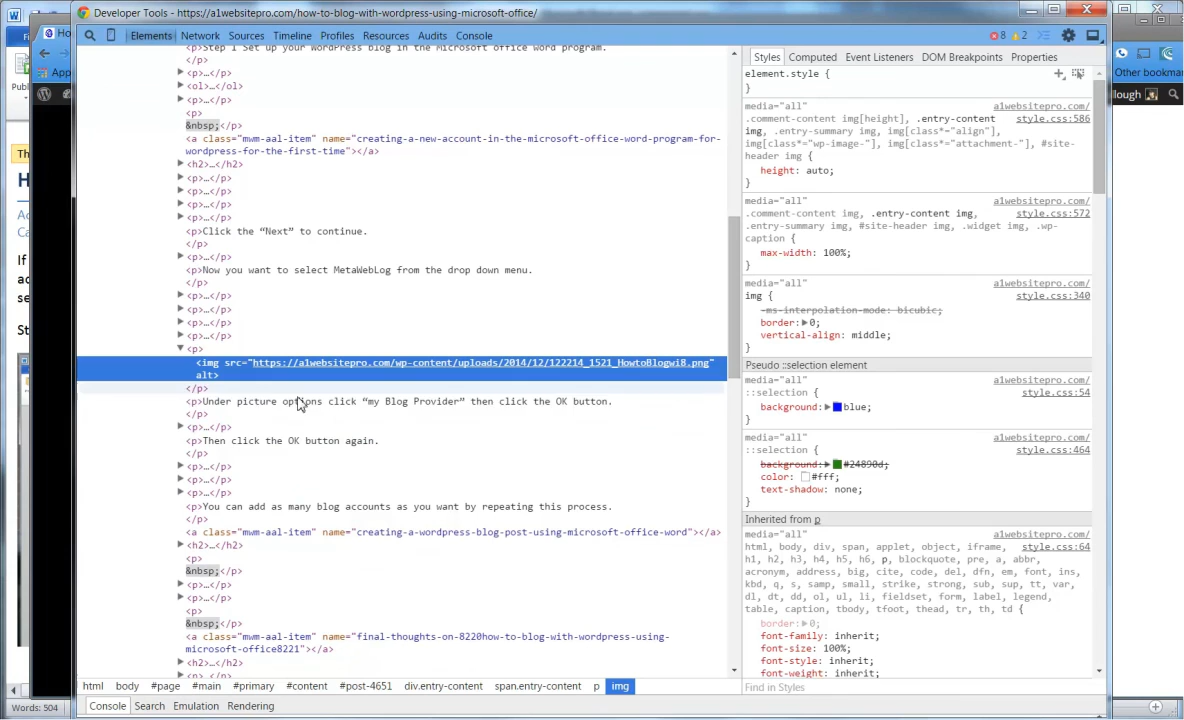 Developer Tools - https://a1websitepro.com/how-to-blog-with-wordpress-using-microsoft-office/
Elements Network Sources Timeline Profiles Resources Audits Console
8 2
Other bookmar
lough
App
Publ
Th
H
Ad
Ca
If
ac
se
St
<p>Step 1 Set up your WordPress blog in the Microsoft office word program.
</p>
<p>…</p>
<ol>…</ol>
<p>…</p>
<p>
&nbsp;</p>
<a class="mwm-aal-item" name="creating-a-new-account-in-the-microsoft-office-word-program-for-
wordpress-for-the-first-time"></a>
<h2>…</h2>
<p>…</p>
<p>…</p>
<p>…</p>
<p>…</p>
<p>Click the “Next” to continue.
</p>
<p>…</p>
<p>Now you want to select MetaWebLog from the drop down menu.
</p>
<p>…</p>
<p>…</p>
<p>…</p>
<p>…</p>
<p>
<img src="https://a1websitepro.com/wp-content/uploads/2014/12/122214_1521_HowtoBlogwi8.png"
alt>
</p>
<p>Under picture options click “my Blog Provider” then click the OK button.
</p>
<p>…</p>
<p>Then click the OK button again.
</p>
<p>…</p>
<p>…</p>
<p>…</p>
<p>You can add as many blog accounts as you want by repeating this process.
</p>
<a class="mwm-aal-item" name="creating-a-wordpress-blog-post-using-microsoft-office-word"></a>
<h2>…</h2>
<p>
&nbsp;</p>
<p>…</p>
<p>…</p>
<p>
&nbsp;</p>
<a class="mwm-aal-item" name="final-thoughts-on-8220how-to-blog-with-wordpress-using-
microsoft-office8221"></a>
<h2>…</h2>
<p>…</p>
html body #page #main #primary #content #post-4651 div.entry-content span.entry-content p img
Console Search Emulation Rendering
Words: 504
Styles Computed Event Listeners DOM Breakpoints Properties
element.style {
}
media="all" a1websitepro.com/
.comment-content img[height], .entry-content style.css:586
img, .entry-summary img, img[class*="align"],
img[class*="wp-image-"], img[class*="attachment-"], #site-
header img {
height: auto;
}
media="all" a1websitepro.com/
.comment-content img, .entry-content img, style.css:572
.entry-summary img, #site-header img, .widget img, .wp-
caption {
max-width: 100%;
}
media="all" a1websitepro.com/
img { style.css:340
-ms-interpolation-mode: bicubic;
border: 0;
vertical-align: middle;
}
Pseudo ::selection element
media="all" a1websitepro.com/
::selection { style.css:54
background: blue;
}
media="all" a1websitepro.com/
::selection { style.css:464
background: #24890d;
color: #fff;
text-shadow: none;
}
Inherited from p
media="all" a1websitepro.com/
html, body, div, span, applet, object, iframe, style.css:64
h1, h2, h3, h4, h5, h6, p, blockquote, pre, a, abbr,
acronym, address, big, cite, code, del, dfn, em, font, ins,
kbd, q, s, samp, small, strike, strong, sub, sup, tt, var,
dl, dt, dd, ol, ul, li, fieldset, form, label, legend,
table, caption, tbody, tfoot, thead, tr, th, td {
border: 0;
font-family: inherit;
font-size: 100%;
font-style: inherit;
font-weight: inherit;
Find in Styles